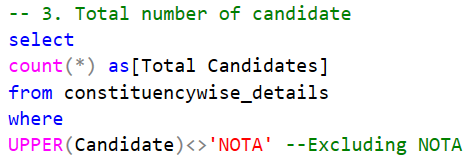 -- 3. Total number of candidate
select
count(*) as[Total Candidates]
from constituencywise_details
where
UPPER(Candidate)<>'NOTA' --Excluding NOTA